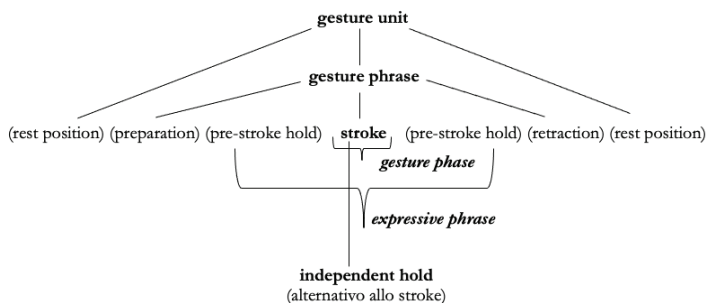 gesture unit
gesture phrase
(rest position) (preparation) (pre-stroke hold) stroke (pre-stroke hold) (retraction) (rest position)
gesture phase
expressive phrase
independent hold
(alternativo allo stroke)